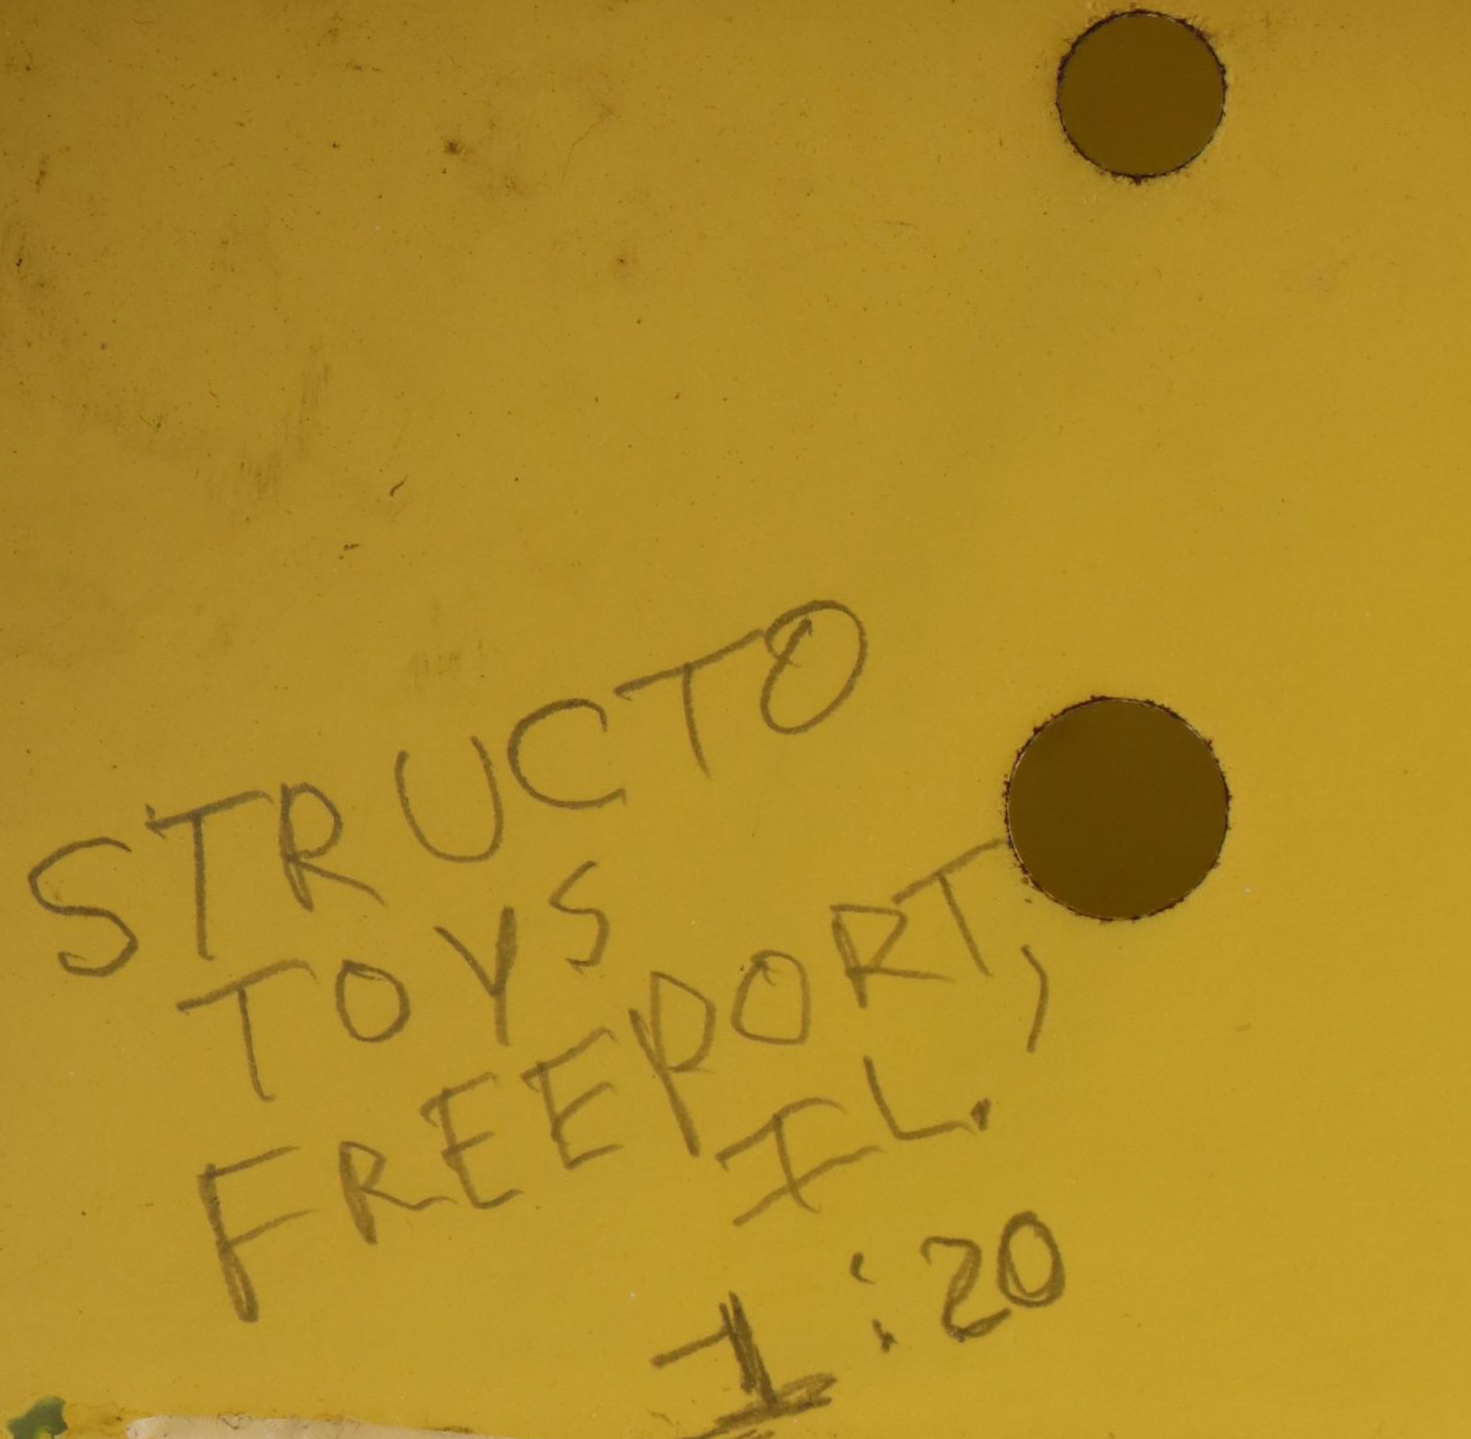 STRUCTO
TOYS
FREEPORT,
IL.
1:20